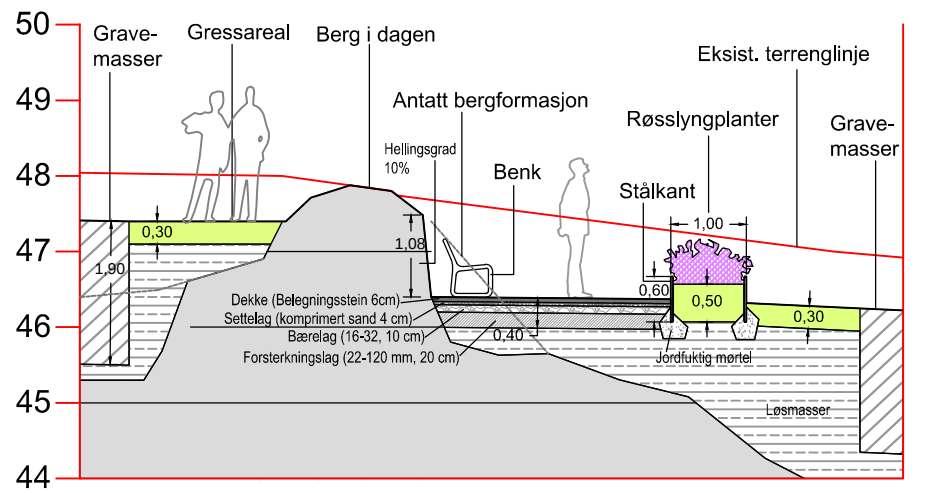 50
49
48
47
46
45
44
Grave-
masser
Gressareal
Berg i dagen
Eksist. terrenglinje
Antatt bergformasjon
Røsslyngplanter
Grave-
masser
Hellingsgrad
10%
Benk
Stålkant
1,00
0,30
1,08
1,90
0,60
0,50
0,30
Dekke (Belegningsstein 6cm)
Settelag (komprimert sand 4 cm)
Bærelag (16-32, 10 cm)
0,40
Forsterkningslag (22-120 mm, 20 cm)
Jordfuktig mørtel
Løsmasser